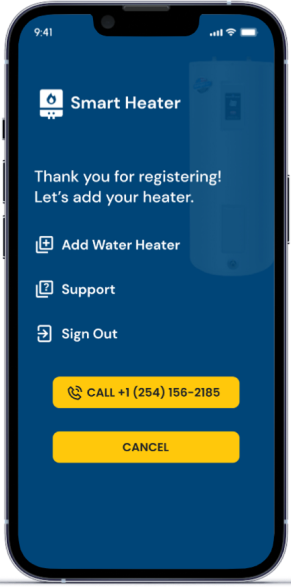 9:41
Smart Heater
Thank you for registering!
Let's add your heater.
Add Water Heater
Support
Sign Out
CALL +1 (254) 156-2185
CANCEL